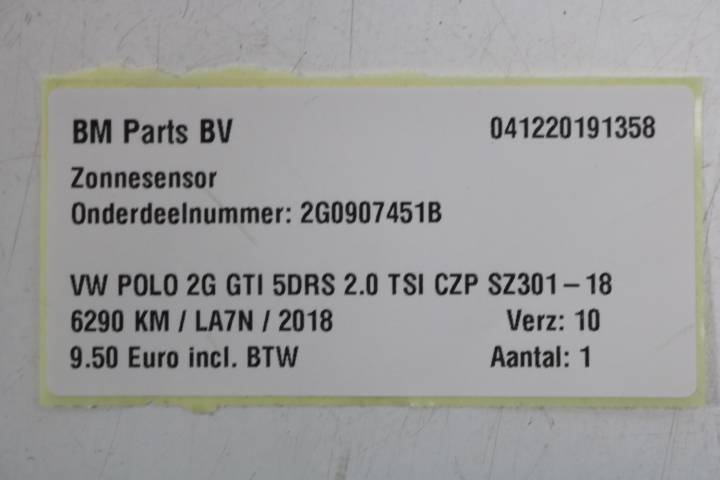 BM Parts BV 041220191358
Zonnesensor
Onderdeelnummer: 2G0907451B
VW POLO 2G GTI 5DRS 2.0 TSI CZP SZ301-18
6290 KM / LA7N / 2018 Verz: 10
9.50 Euro incl. BTW Aantal: 1